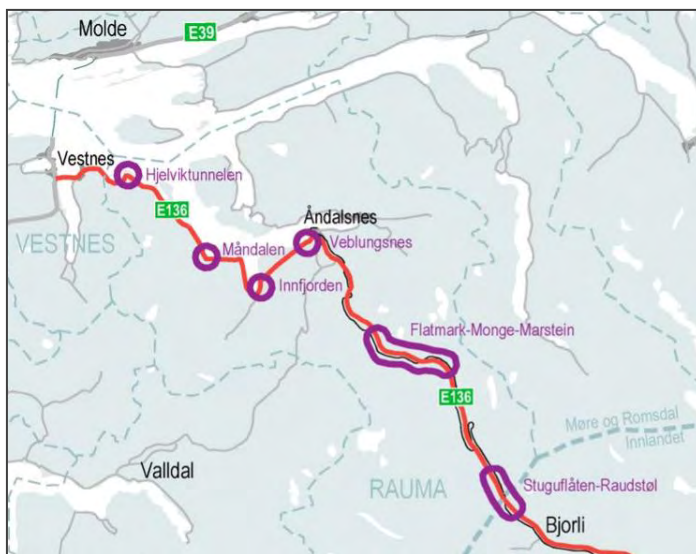 Molde
E39
Vestnes
Hjelviktunnelen
E136
Åndalsnes
VESTNES
Måndalen
Veblungsnes
Innfjorden
Flatmark-Monge-Marstein
E136
Møre og Romsdal
Innlandet
Valldal
RAUMA
Stuguflåten-Raudstøl
Bjorli